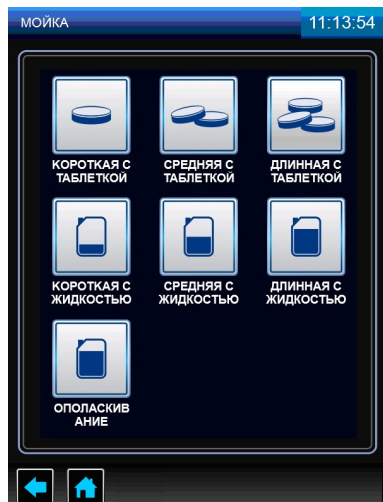 МОЙКА 11:13:54
КОРОТКАЯ С СРЕДНЯЯ С ДЛИННАЯ С
ТАБЛЕТКОЙ ТАБЛЕТКОЙ ТАБЛЕТКОЙ
КОРОТКАЯ С СРЕДНЯЯ С ДЛИННАЯ С
ЖИДКОСТЬЮ ЖИДКОСТЬЮ ЖИДКОСТЬЮ
ОПОЛАСКИВ
АНИЕ